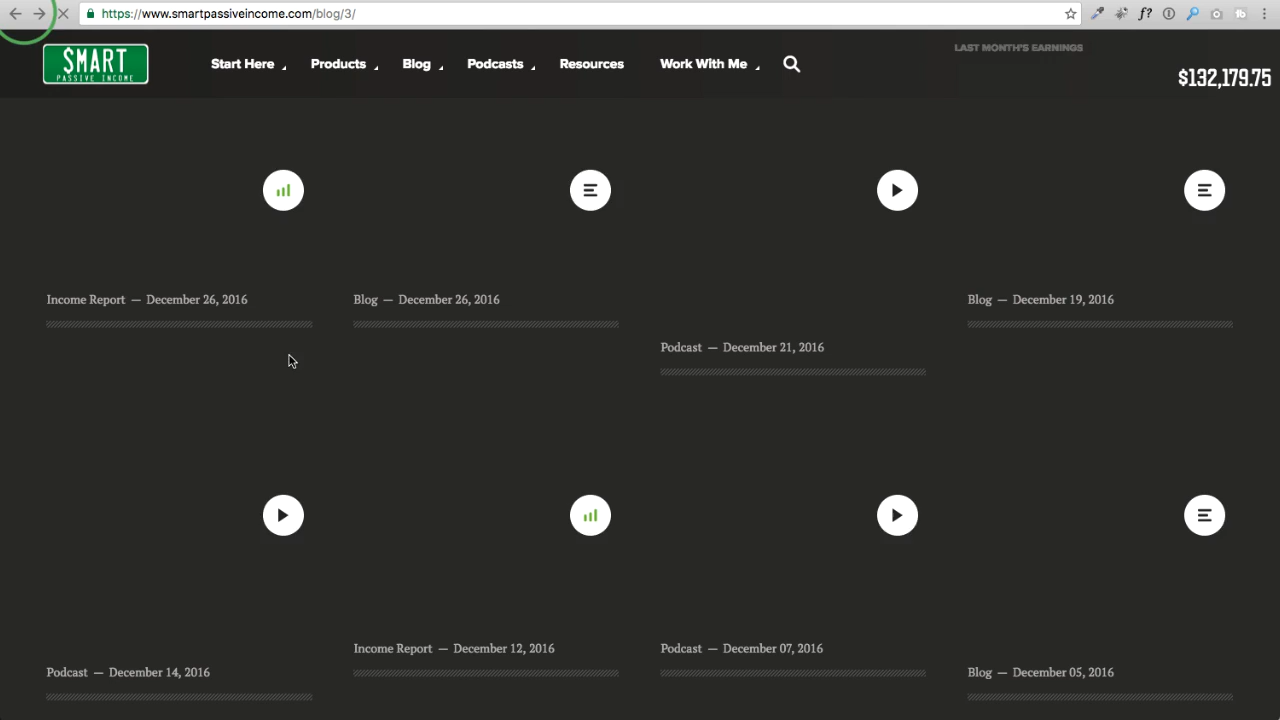 https://www.smartpassiveincome.com/blog/3/
f?
$MART
PASSIVE INCOME
Start Here
Products
Blog
Podcasts
Resources
Work With Me
LAST MONTH'S EARNINGS
$132,179.75
Income Report — December 26, 2016
Blog — December 26, 2016
Podcast — December 21, 2016
Blog — December 19, 2016
Podcast — December 14, 2016
Income Report — December 12, 2016
Podcast — December 07, 2016
Blog — December 05, 2016